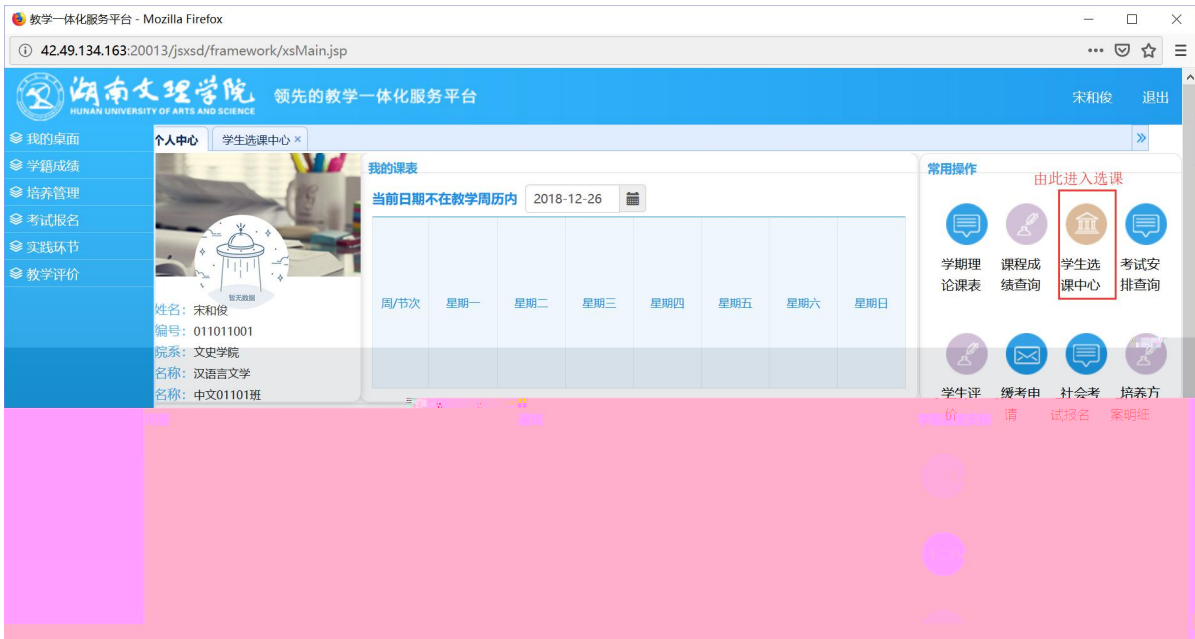 教学一体化服务平台 - Mozilla Firefox
42.49.134.163:20013/jsxsd/framework/xsMain.jsp
湖南文理学院
HUNAN UNIVERSITY OF ARTS AND SCIENCE
领先的教学一体化服务平台
宋和俊 退出
我的桌面
学籍成绩
培养管理
考试报名
实践环节
教学评价
个人中心 学生选课中心 ×
暂无数据
姓名：宋和俊
编号：011011001
院系：文史学院
名称：汉语言文学
名称：中文01101班
我的课表
当前日期不在教学周历内 2018-12-26
周/节次 星期一 星期二 星期三 星期四 星期五 星期六 星期日
常用操作
由此进入选课
学期理 课程成 学生选 考试安
论课表 绩查询 课中心 排查询
学生评 缓考申 社会考 培养方
价 请 试报名 案明细